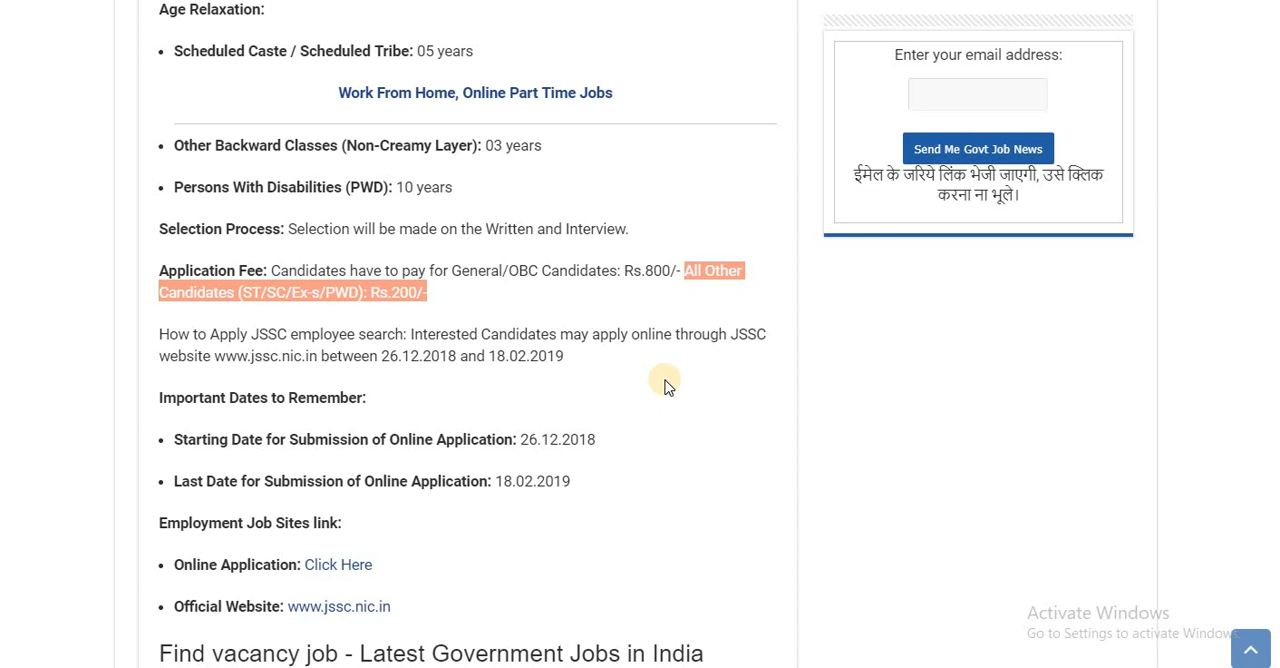 Age Relaxation:
Scheduled Caste / Scheduled Tribe: 05 years
Work From Home, Online Part Time Jobs
Other Backward Classes (Non-Creamy Layer): 03 years
Persons With Disabilities (PWD): 10 years
Selection Process: Selection will be made on the Written and Interview.
Application Fee: Candidates have to pay for General/OBC Candidates: Rs.800/- All Other
Candidates (ST/SC/Ex-s/PWD): Rs.200/-
How to Apply JSSC employee search: Interested Candidates may apply online through JSSC
website www.jssc.nic.in between 26.12.2018 and 18.02.2019
Important Dates to Remember:
Starting Date for Submission of Online Application: 26.12.2018
Last Date for Submission of Online Application: 18.02.2019
Employment Job Sites link:
Online Application: Click Here
Official Website: www.jssc.nic.in
Find vacancy job - Latest Government Jobs in India
Enter your email address:
Send Me Govt Job News
ईमेल के जरिये लिंक भेजी जाएगी, उसे क्लिक
करना ना भूले।
Activate Windows
Go to Settings to activate Windows.